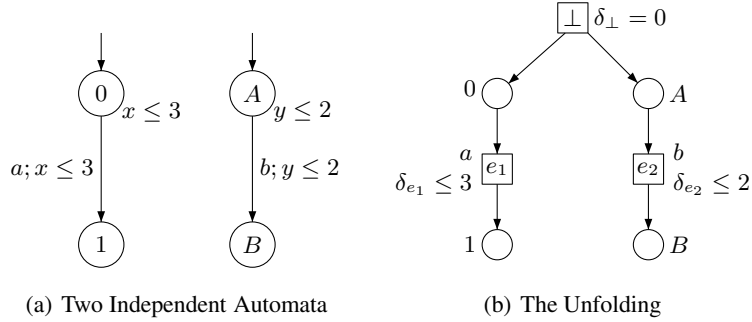 ⊥ δ⊥ = 0
0 A 0 A
x ≤ 3 y ≤ 2
a; x ≤ 3 b; y ≤ 2 a e₁ e₂ b
δe₁ ≤ 3 δe₂ ≤ 2
1 B 1 B
(a) Two Independent Automata (b) The Unfolding